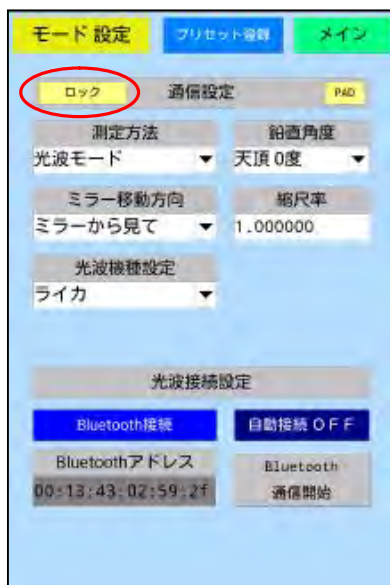 モード 設定 プリセット登録 メイン
ロック 通信設定 PAD
測定方法 鉛直角度
光波モード ▼ 天頂 0度 ▼
ミラー移動方向 縮尺率
ミラーから見て ▼ 1.000000
光波機種設定
ライカ ▼
光波接続設定
Bluetooth接続 自動接続 OFF
Bluetoothアドレス Bluetooth
00:13:43:02:59:2f 通信開始